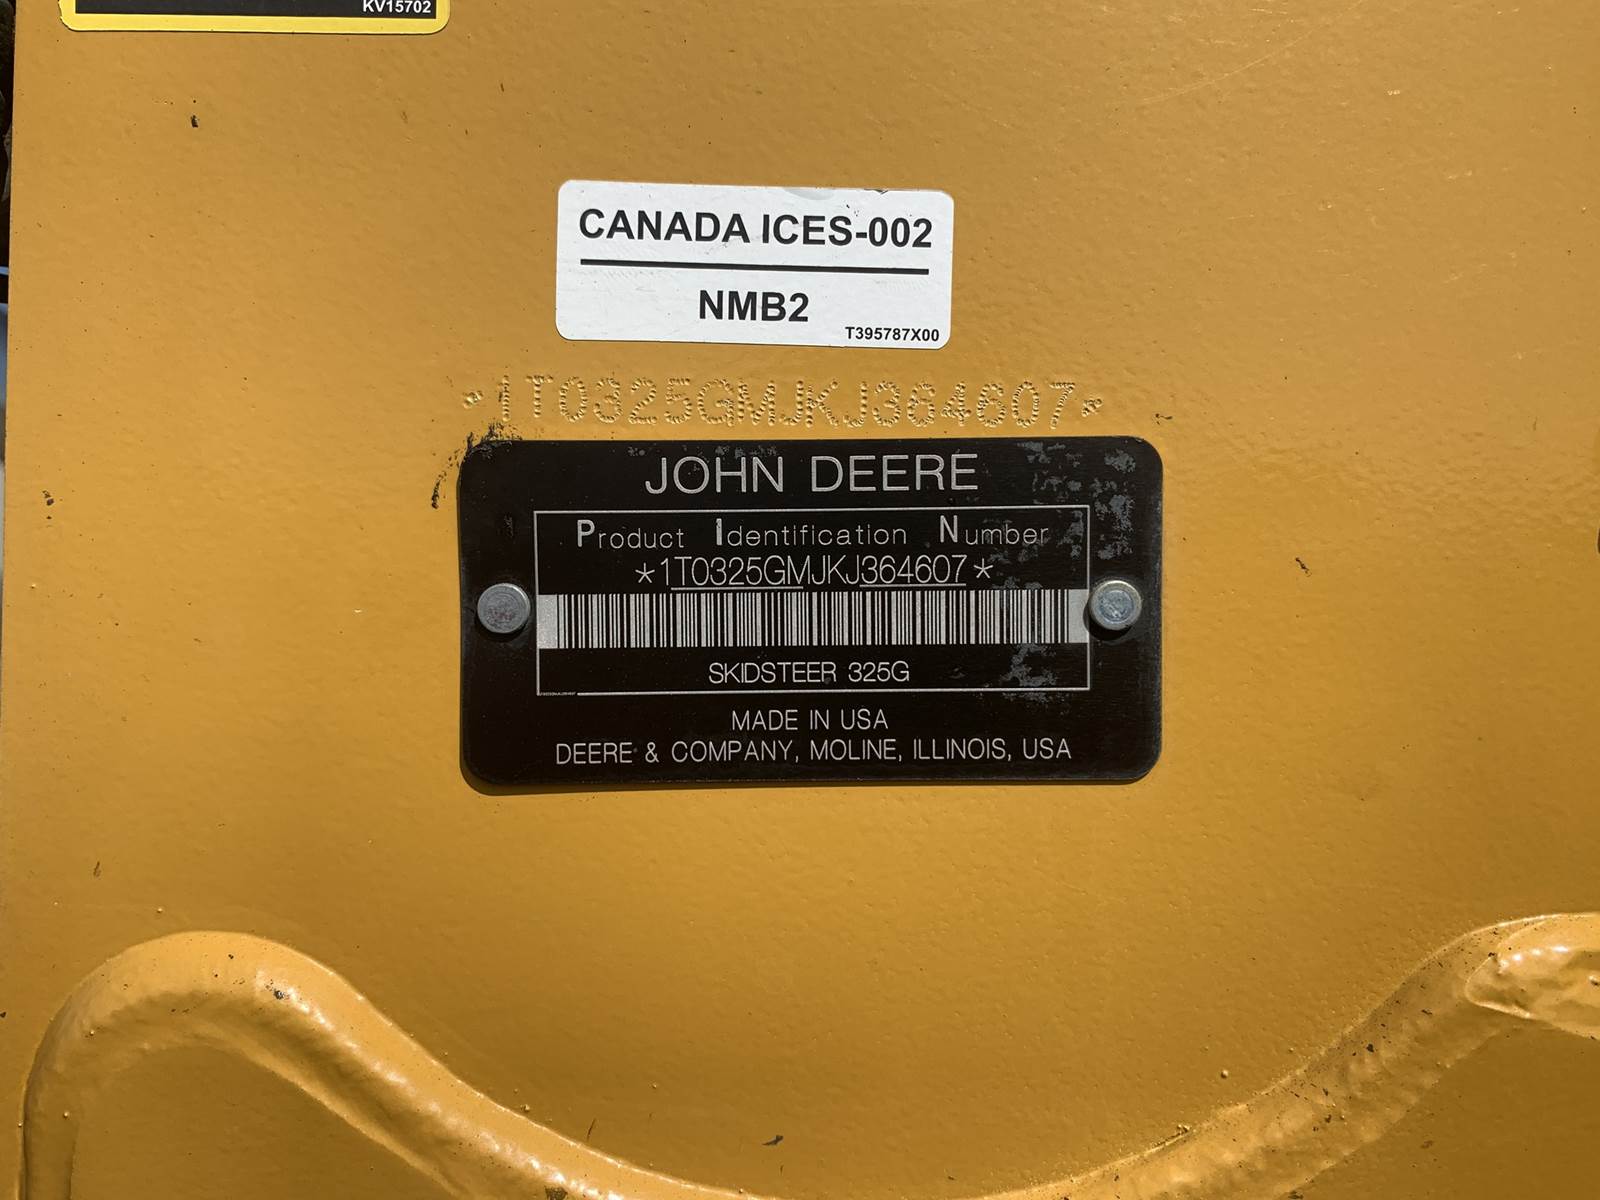 KV15702
CANADA ICES-002
NMB2
T395787X00
*1T0325GMJKJ364607*
JOHN DEERE
Product Identification Number
*1T0325GMJKJ364607*
SKIDSTEER 325G
MADE IN USA
DEERE & COMPANY, MOLINE, ILLINOIS, USA